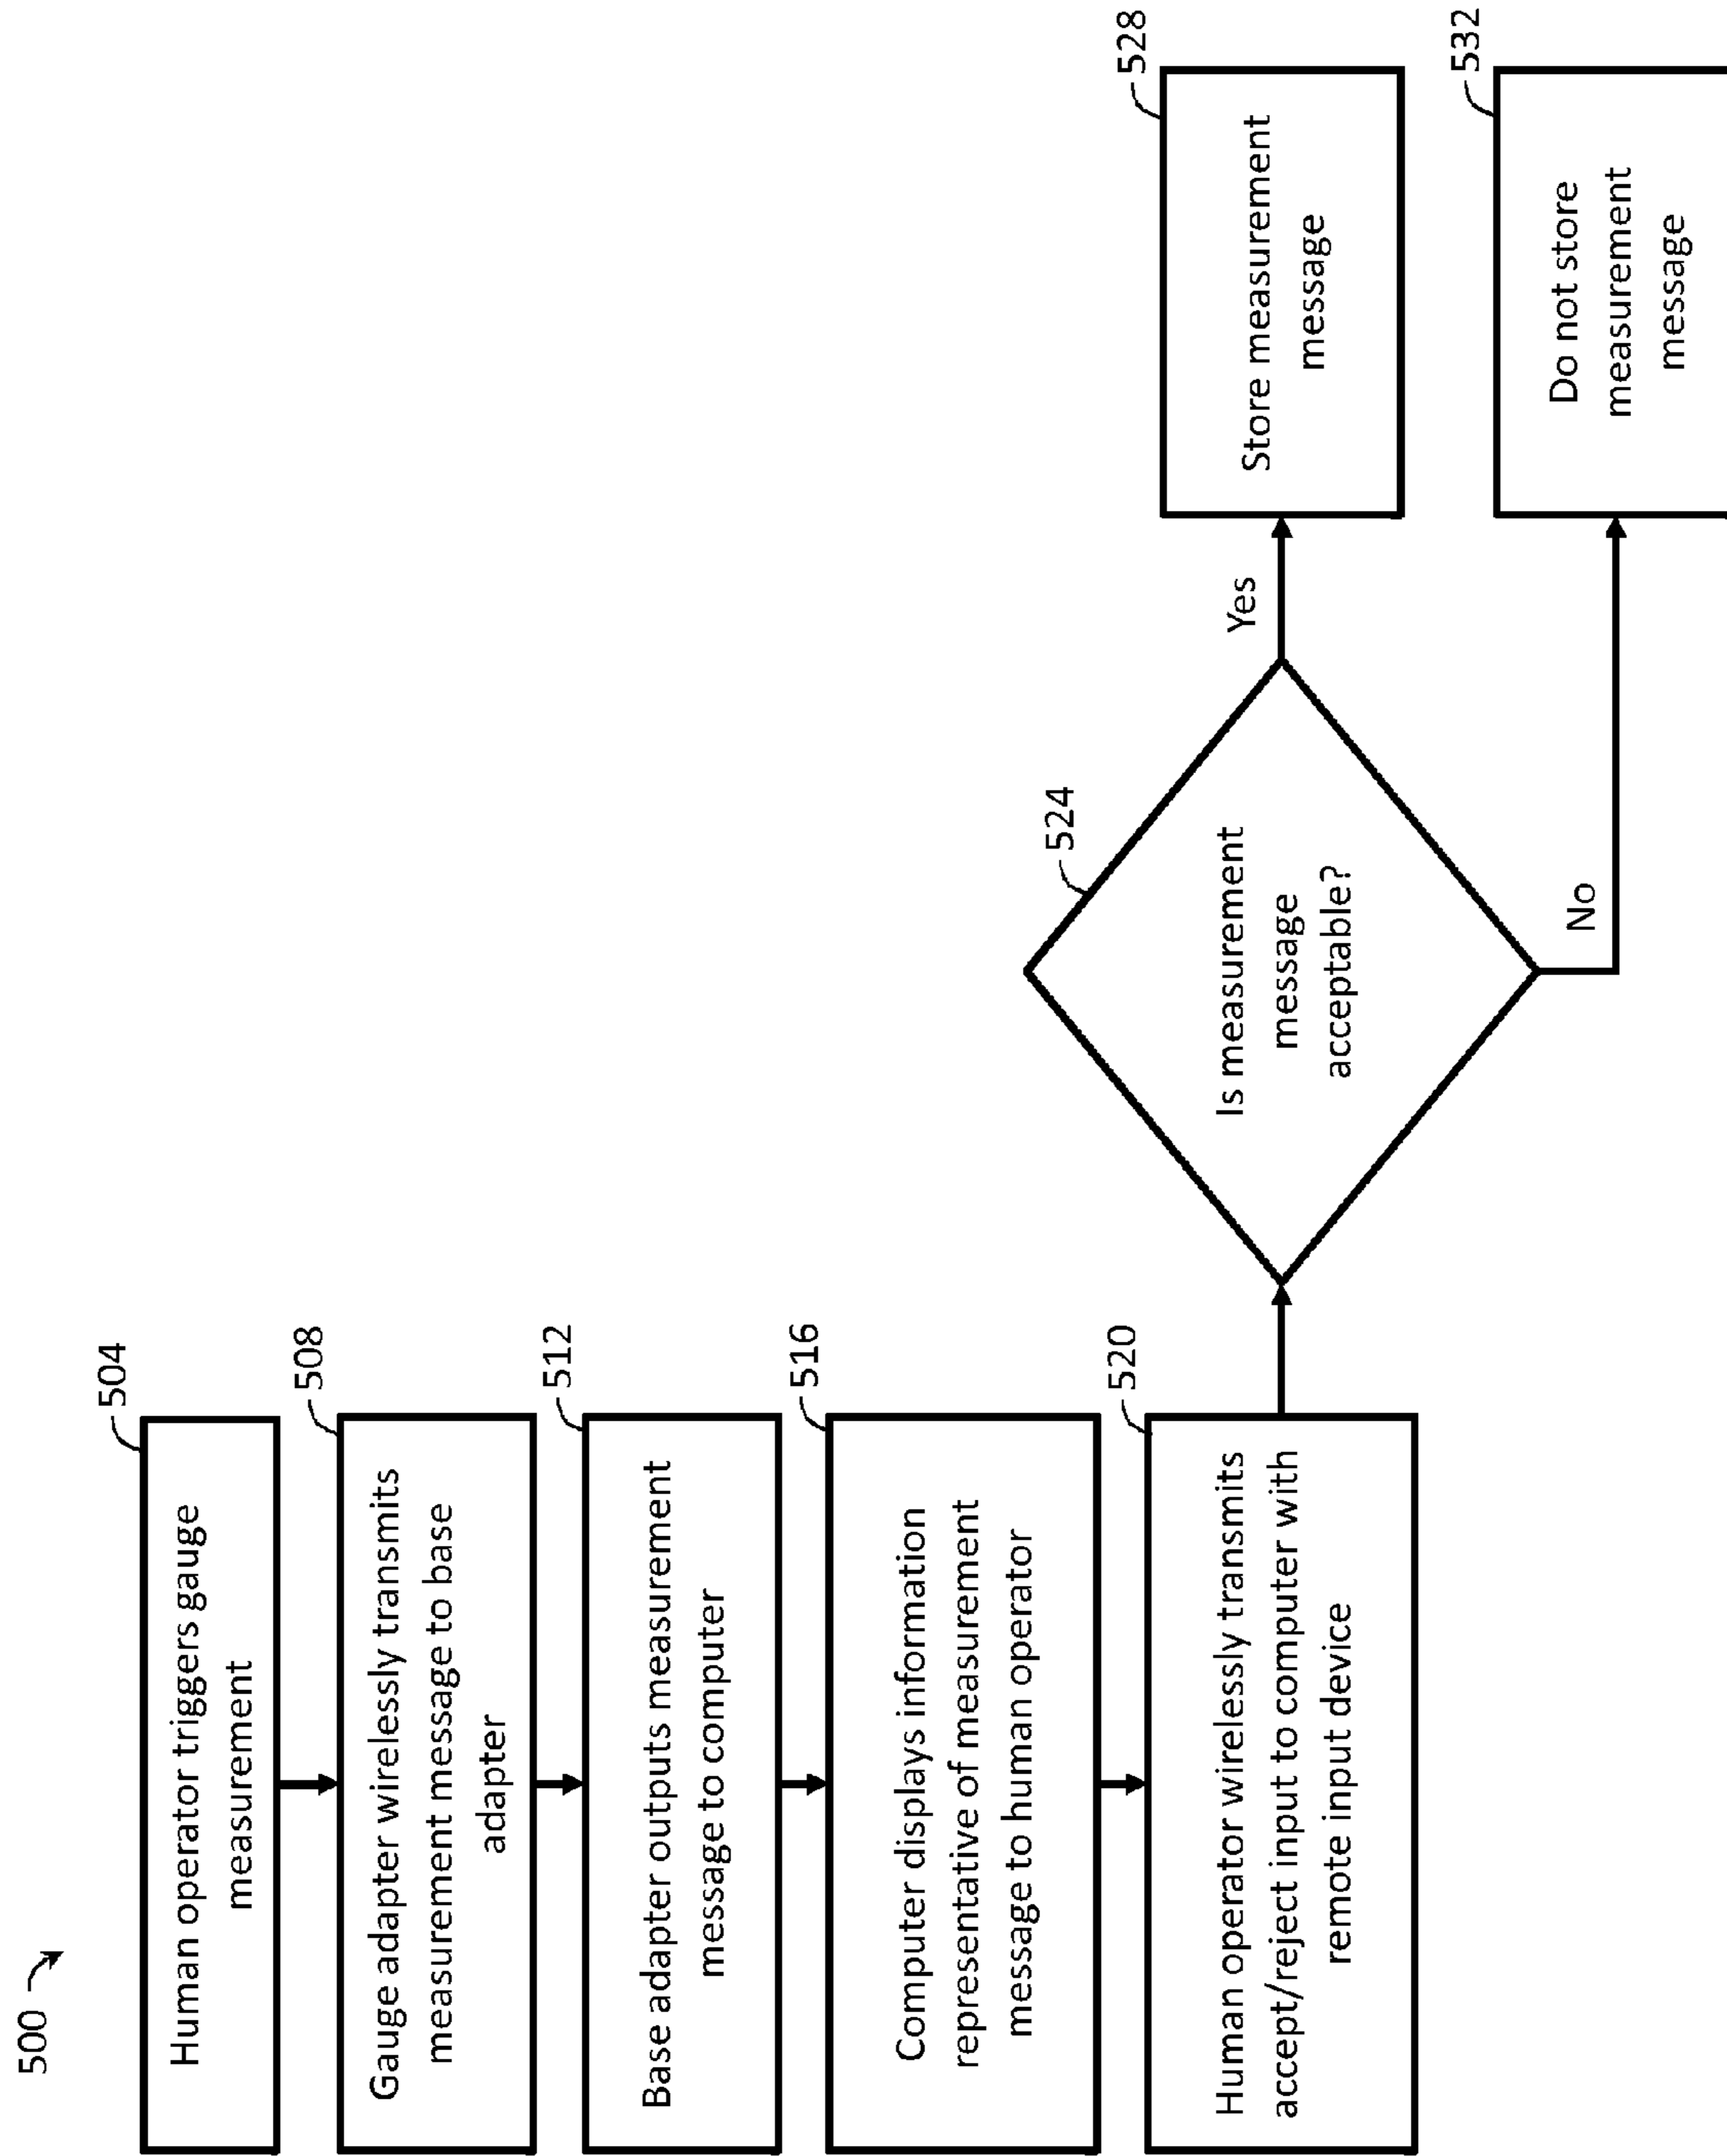 500
504
Human operator triggers gauge
measurement
508
Gauge adapter wirelessly transmits
measurement message to base
adapter
512
Base adapter outputs measurement
message to computer
516
Computer displays information
representative of measurement
message to human operator
520
Human operator wirelessly transmits
accept/reject input to computer with
remote input device
524
Is measurement
message
acceptable?
Yes
528
Store measurement
message
No
532
Do not store
measurement
message